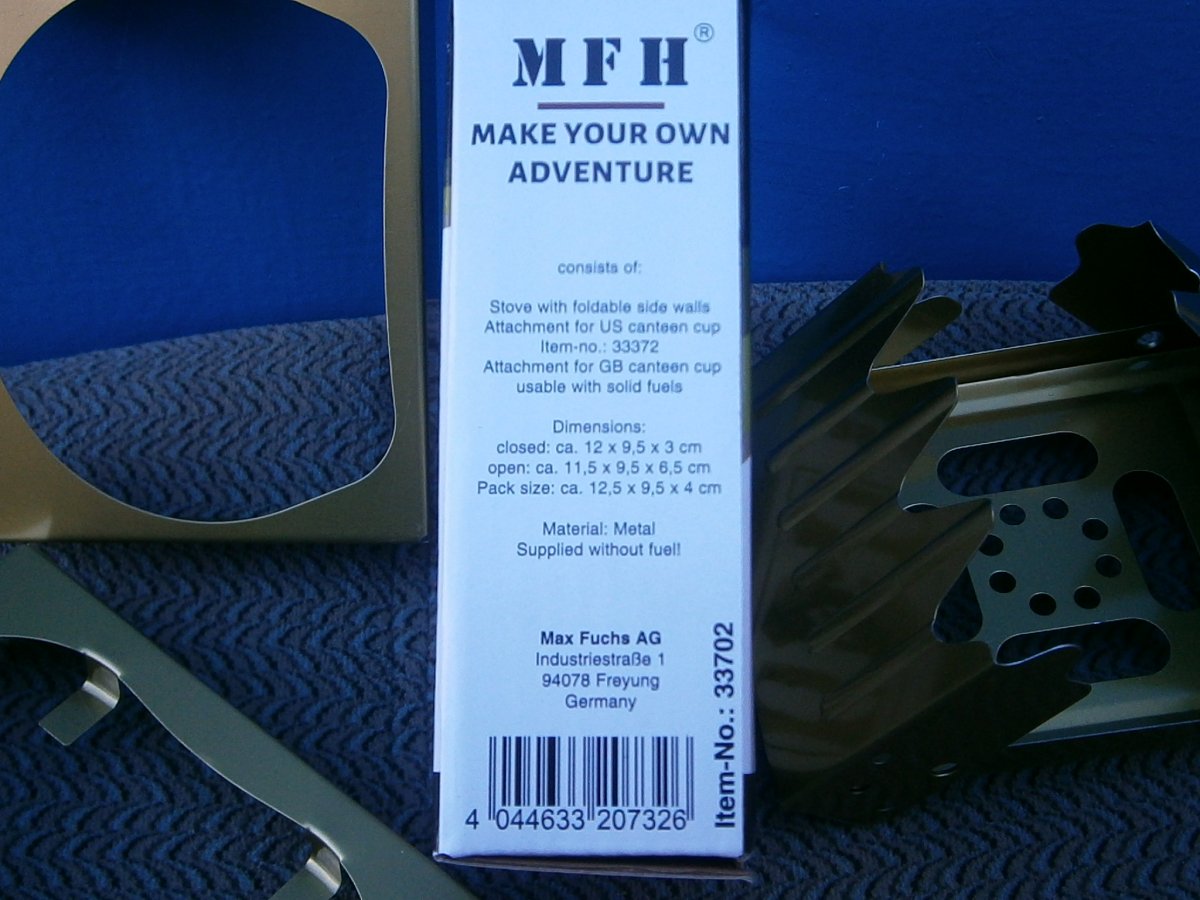 MFH®
MAKE YOUR OWN
ADVENTURE
consists of:
Stove with foldable side walls
Attachment for US canteen cup
Item-no.: 33372
Attachment for GB canteen cup
usable with solid fuels
Dimensions:
closed: ca. 12 x 9,5 x 3 cm
open: ca. 11,5 x 9,5 x 6,5 cm
Pack size: ca. 12,5 x 9,5 x 4 cm
Material: Metal
Supplied without fuel!
Max Fuchs AG
Industriestraße 1
94078 Freyung
Germany
4 044633 207326
Item-No.: 33702